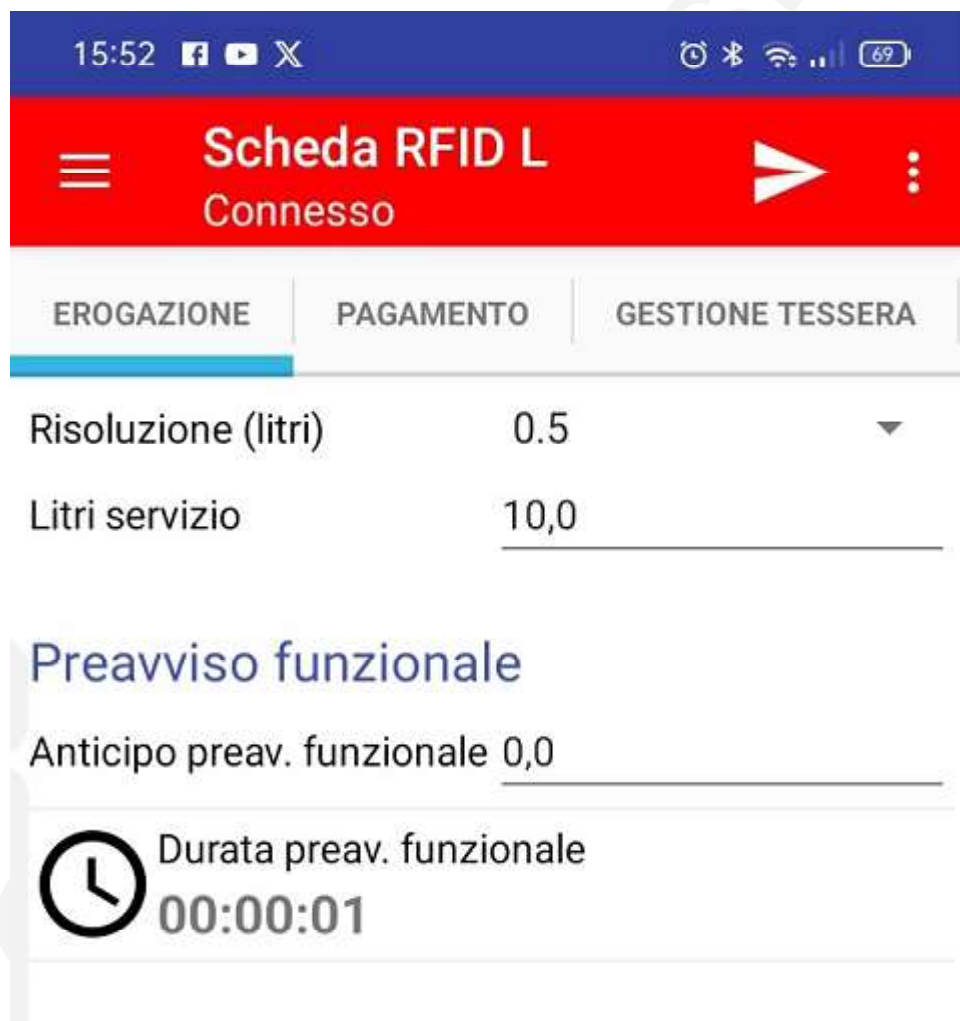 15:52 69
Scheda RFID L
Connesso
EROGAZIONE PAGAMENTO GESTIONE TESSERA
Risoluzione (litri) 0.5
Litri servizio 10,0
Preavviso funzionale
Anticipo preav. funzionale 0,0
Durata preav. funzionale
00:00:01